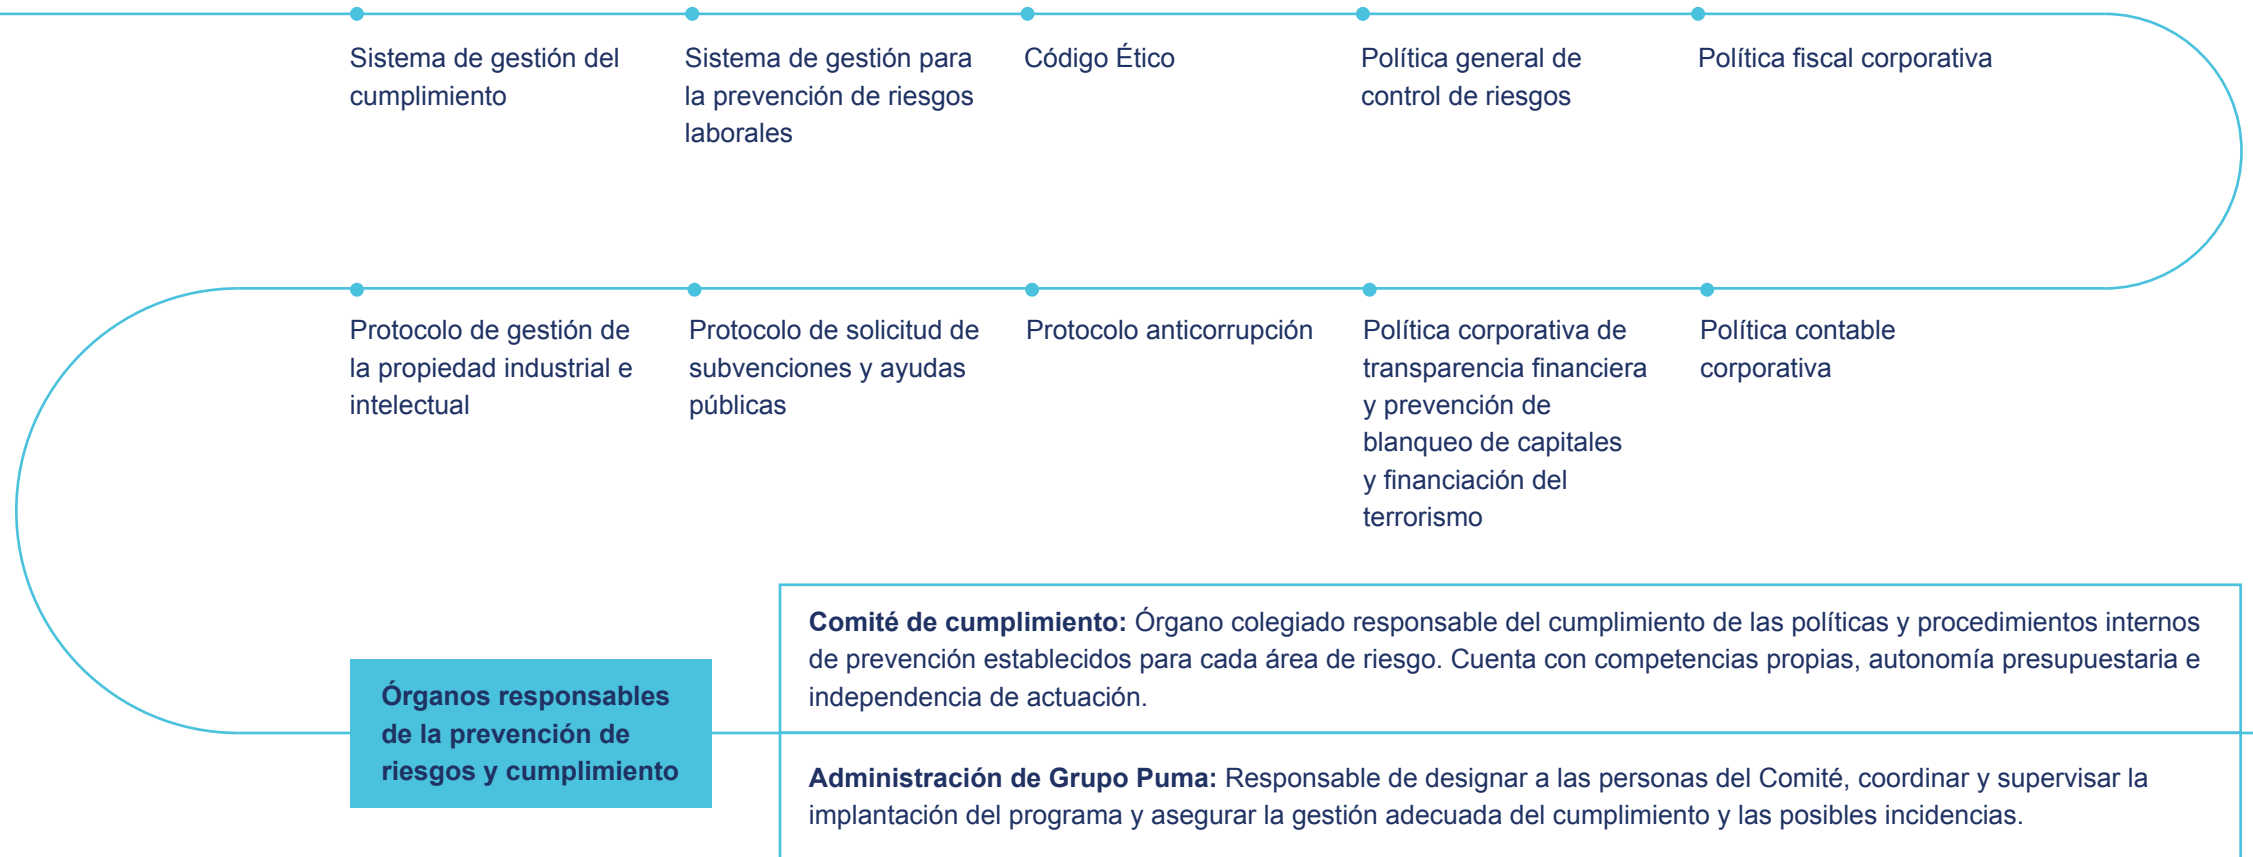 Sistema de gestión del
cumplimiento
Sistema de gestión para
la prevención de riesgos
laborales
Código Ético
Política general de
control de riesgos
Política fiscal corporativa
Protocolo de gestión de
la propiedad industrial e
intelectual
Protocolo de solicitud de
subvenciones y ayudas
públicas
Protocolo anticorrupción
Política corporativa de
transparencia financiera
y prevención de
blanqueo de capitales
y financiación del
terrorismo
Política contable
corporativa
Órganos responsables
de la prevención de
riesgos y cumplimiento
Comité de cumplimiento: Órgano colegiado responsable del cumplimiento de las políticas y procedimientos internos
de prevención establecidos para cada área de riesgo. Cuenta con competencias propias, autonomía presupuestaria e
independencia de actuación.
Administración de Grupo Puma: Responsable de designar a las personas del Comité, coordinar y supervisar la
implantación del programa y asegurar la gestión adecuada del cumplimiento y las posibles incidencias.